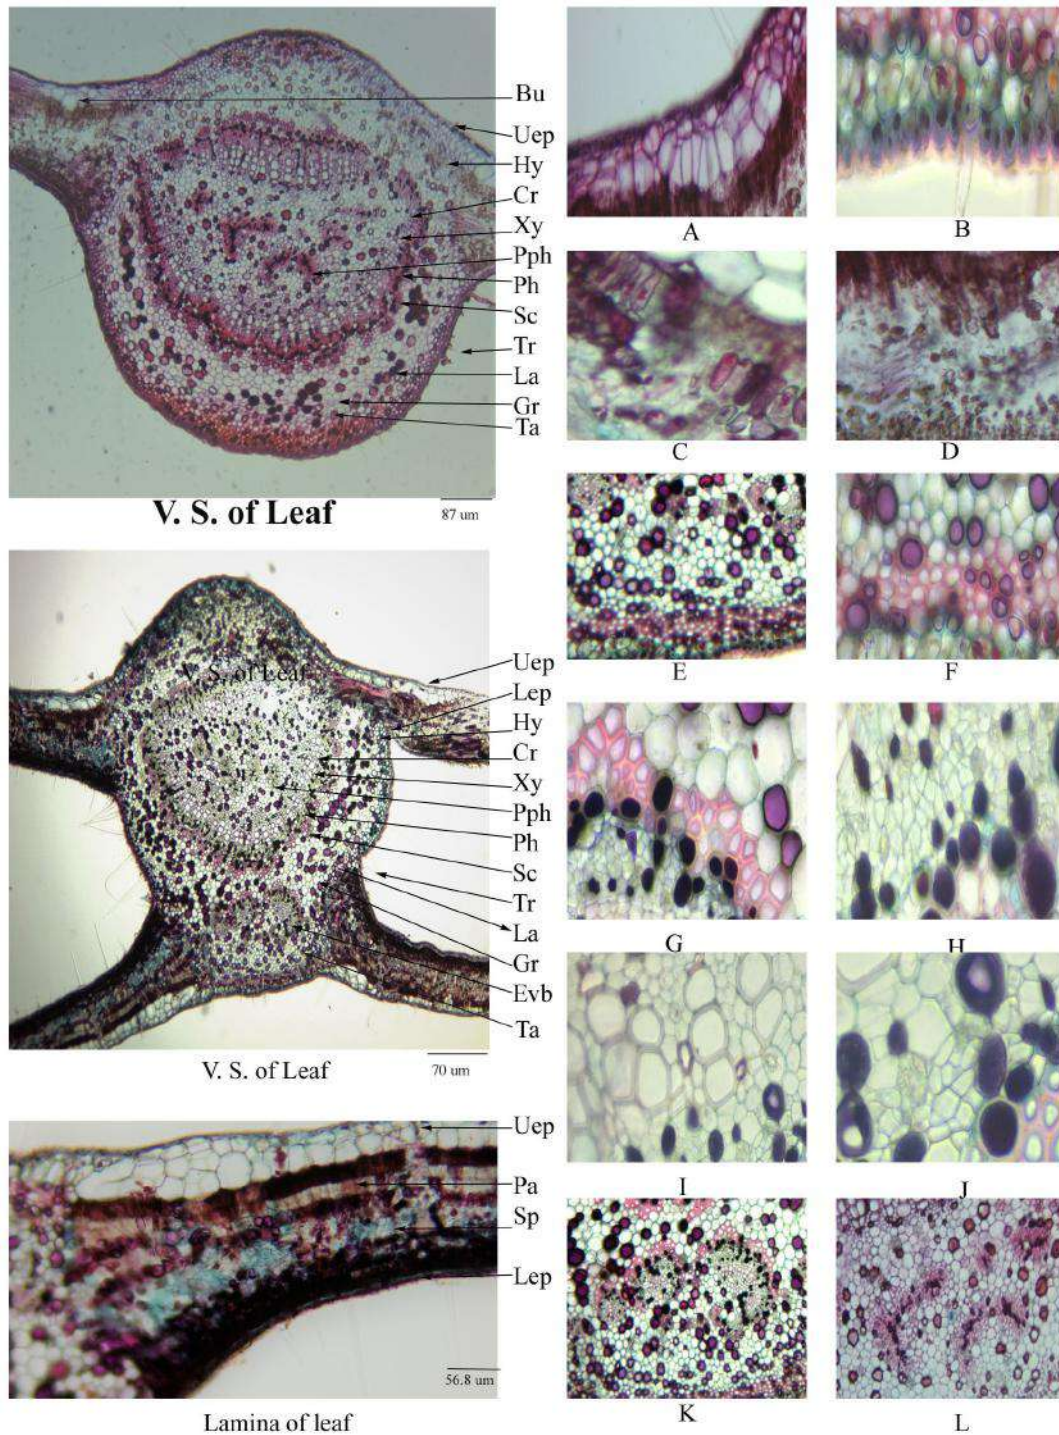 Bu
Uep
Hy
Cr
Xy
Pph
Ph
Sc
Tr
La
Gr
Ta
V. S. of Leaf
87 um
A
B
C
D
V. S. of Leaf
Uep
Lep
Hy
Cr
Xy
Pph
Ph
Sc
Tr
La
Gr
Evb
Ta
V. S. of Leaf
70 um
E
F
G
H
Uep
Pa
Sp
Lep
56.8 um
Lamina of leaf
I
J
K
L